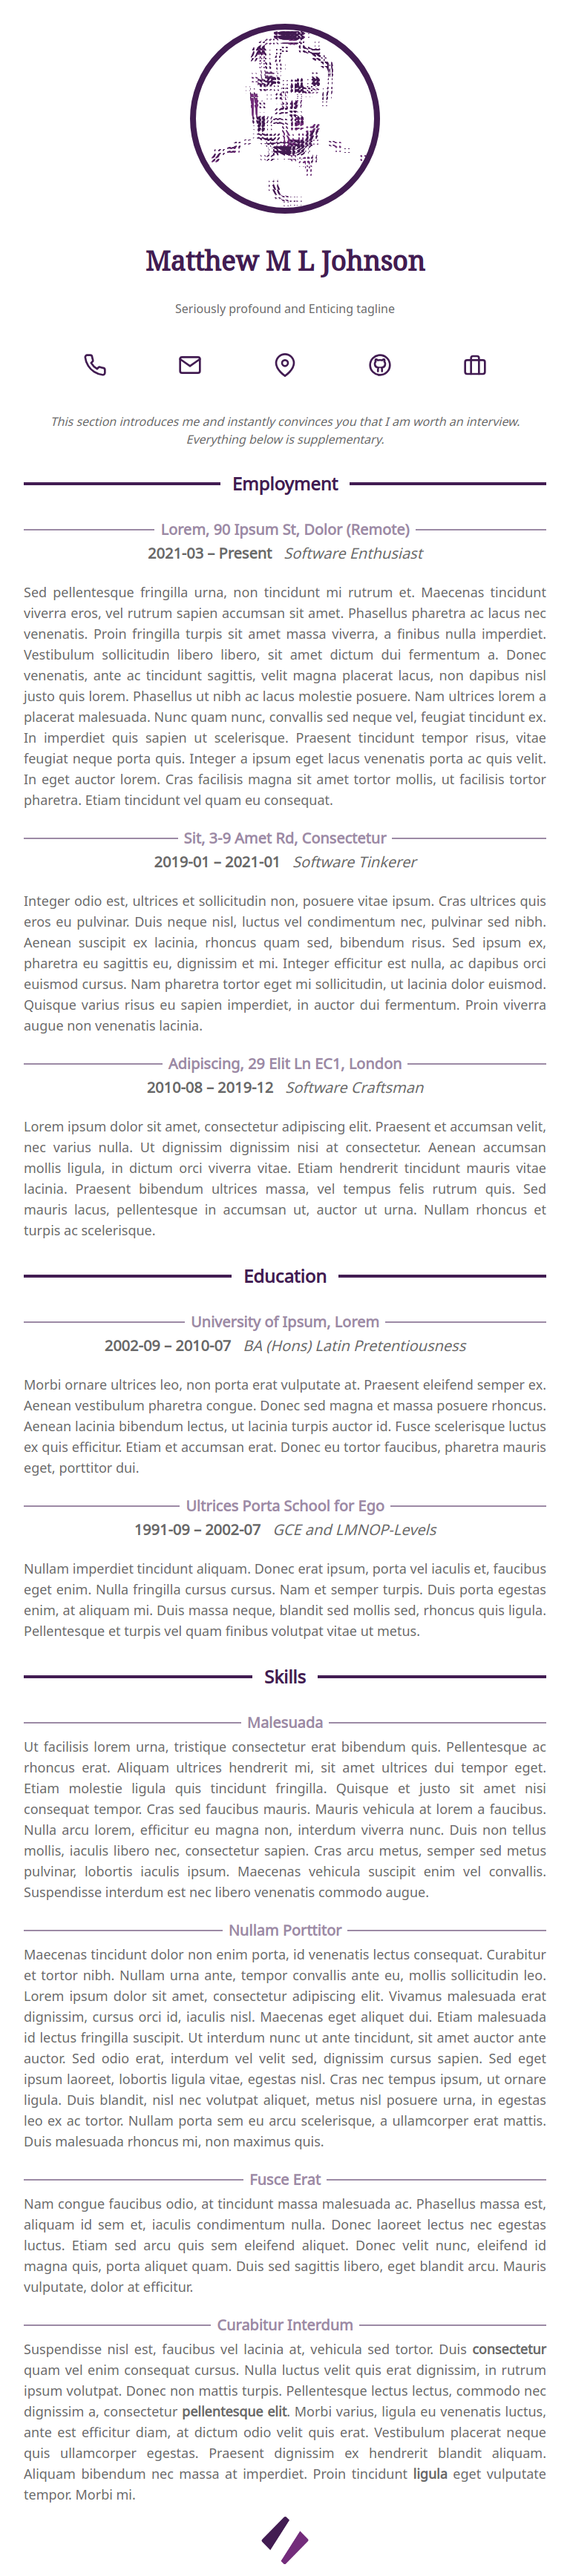 Matthew M L Johnson
Seriously profound and Enticing tagline
This section introduces me and instantly convinces you that I am worth an interview.
Everything below is supplementary.
Employment
Lorem, 90 Ipsum St, Dolor (Remote)
2021-03 – Present Software Enthusiast
Sed pellentesque fringilla urna, non tincidunt mi rutrum et. Maecenas tincidunt
viverra eros, vel rutrum sapien accumsan sit amet. Phasellus pharetra ac lacus nec
venenatis. Proin fringilla turpis sit amet massa viverra, a finibus nulla imperdiet.
Vestibulum sollicitudin libero libero, sit amet dictum dui fermentum a. Donec
venenatis, ante ac tincidunt sagittis, velit magna placerat lacus, non dapibus nisl
justo quis lorem. Phasellus ut nibh ac lacus molestie posuere. Nam ultrices lorem a
placerat malesuada. Nunc quam nunc, convallis sed neque vel, feugiat tincidunt ex.
In imperdiet quis sapien ut scelerisque. Praesent tincidunt tempor risus, vitae
feugiat neque porta quis. Integer a ipsum eget lacus venenatis porta ac quis velit.
In eget auctor lorem. Cras facilisis magna sit amet tortor mollis, ut facilisis tortor
pharetra. Etiam tincidunt vel quam eu consequat.
Sit, 3-9 Amet Rd, Consectetur
2019-01 – 2021-01 Software Tinkerer
Integer odio est, ultrices et sollicitudin non, posuere vitae ipsum. Cras ultrices quis
eros eu pulvinar. Duis neque nisl, luctus vel condimentum nec, pulvinar sed nibh.
Aenean suscipit ex lacinia, rhoncus quam sed, bibendum risus. Sed ipsum ex,
pharetra eu sagittis eu, dignissim et mi. Integer efficitur est nulla, ac dapibus orci
euismod cursus. Nam pharetra tortor eget mi sollicitudin, ut lacinia dolor euismod.
Quisque varius risus eu sapien imperdiet, in auctor dui fermentum. Proin viverra
augue non venenatis lacinia.
Adipiscing, 29 Elit Ln EC1, London
2010-08 – 2019-12 Software Craftsman
Lorem ipsum dolor sit amet, consectetur adipiscing elit. Praesent et accumsan velit,
nec varius nulla. Ut dignissim dignissim nisi at consectetur. Aenean accumsan
mollis ligula, in dictum orci viverra vitae. Etiam hendrerit tincidunt mauris vitae
lacinia. Praesent bibendum ultrices massa, vel tempus felis rutrum quis. Sed
mauris lacus, pellentesque in accumsan ut, auctor ut urna. Nullam rhoncus et
turpis ac scelerisque.
Education
University of Ipsum, Lorem
2002-09 – 2010-07 BA (Hons) Latin Pretentiousness
Morbi ornare ultrices leo, non porta erat vulputate at. Praesent eleifend semper ex.
Aenean vestibulum pharetra congue. Donec sed magna et massa posuere rhoncus.
Aenean lacinia bibendum lectus, ut lacinia turpis auctor id. Fusce scelerisque luctus
ex quis efficitur. Etiam et accumsan erat. Donec eu tortor faucibus, pharetra mauris
eget, porttitor dui.
Ultrices Porta School for Ego
1991-09 – 2002-07 GCE and LMNOP-Levels
Nullam imperdiet tincidunt aliquam. Donec erat ipsum, porta vel iaculis et, faucibus
eget enim. Nulla fringilla cursus cursus. Nam et semper turpis. Duis porta egestas
enim, at aliquam mi. Duis massa neque, blandit sed mollis sed, rhoncus quis ligula.
Pellentesque et turpis vel quam finibus volutpat vitae ut metus.
Skills
Malesuada
Ut facilisis lorem urna, tristique consectetur erat bibendum quis. Pellentesque ac
rhoncus erat. Aliquam ultrices hendrerit mi, sit amet ultrices dui tempor eget.
Etiam molestie ligula quis tincidunt fringilla. Quisque et justo sit amet nisi
consequat tempor. Cras sed faucibus mauris. Mauris vehicula at lorem a faucibus.
Nulla arcu lorem, efficitur eu magna non, interdum viverra nunc. Duis non tellus
mollis, iaculis libero nec, consectetur sapien. Cras arcu metus, semper sed metus
pulvinar, lobortis iaculis ipsum. Maecenas vehicula suscipit enim vel convallis.
Suspendisse interdum est nec libero venenatis commodo augue.
Nullam Porttitor
Maecenas tincidunt dolor non enim porta, id venenatis lectus consequat. Curabitur
et tortor nibh. Nullam urna ante, tempor convallis ante eu, mollis sollicitudin leo.
Lorem ipsum dolor sit amet, consectetur adipiscing elit. Vivamus malesuada erat
dignissim, cursus orci id, iaculis nisl. Maecenas eget aliquet dui. Etiam malesuada
id lectus fringilla suscipit. Ut interdum nunc ut ante tincidunt, sit amet auctor ante
auctor. Sed odio erat, interdum vel velit sed, dignissim cursus sapien. Sed eget
ipsum laoreet, lobortis ligula vitae, egestas nisl. Cras nec tempus ipsum, ut ornare
ligula. Duis blandit, nisl nec volutpat aliquet, metus nisl posuere urna, in egestas
leo ex ac tortor. Nullam porta sem eu arcu scelerisque, a ullamcorper erat mattis.
Duis malesuada rhoncus mi, non maximus quis.
Fusce Erat
Nam congue faucibus odio, at tincidunt massa malesuada ac. Phasellus massa est,
aliquam id sem et, iaculis condimentum nulla. Donec laoreet lectus nec egestas
luctus. Etiam sed arcu quis sem eleifend aliquet. Donec velit nunc, eleifend id
magna quis, porta aliquet quam. Duis sed sagittis libero, eget blandit arcu. Mauris
vulputate, dolor at efficitur.
Curabitur Interdum
Suspendisse nisl est, faucibus vel lacinia at, vehicula sed tortor. Duis consectetur
quam vel enim consequat cursus. Nulla luctus velit quis erat dignissim, in rutrum
ipsum volutpat. Donec non mattis turpis. Pellentesque lectus lectus, commodo nec
dignissim a, consectetur pellentesque elit. Morbi varius, ligula eu venenatis luctus,
ante est efficitur diam, at dictum odio velit quis erat. Vestibulum placerat neque
quis ullamcorper egestas. Praesent dignissim ex hendrerit blandit aliquam.
Aliquam bibendum nec massa at imperdiet. Proin tincidunt ligula eget vulputate
tempor. Morbi mi.